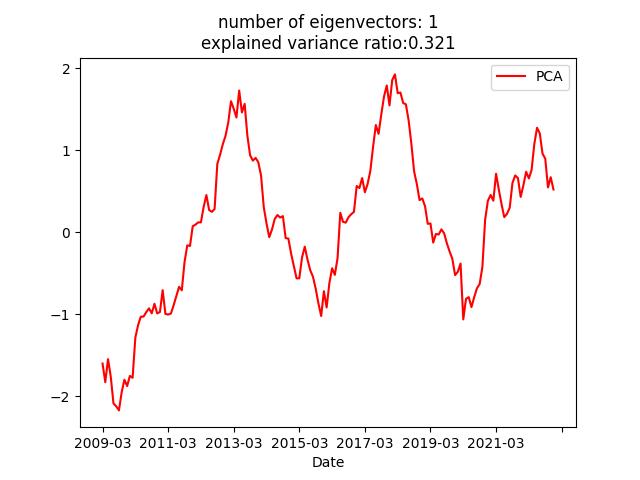 number of eigenvectors: 1
explained variance ratio:0.321
PCA
2
1
0
−1
−2
2009-03 2011-03 2013-03 2015-03 2017-03 2019-03 2021-03
Date